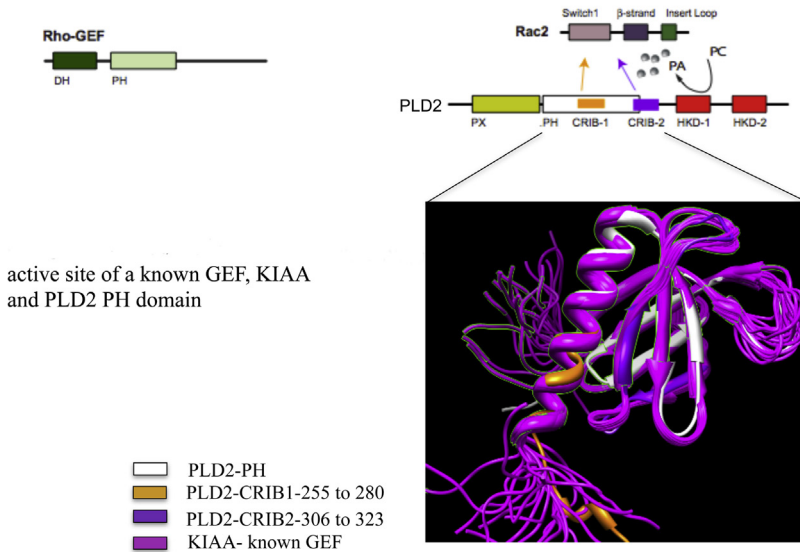 Rho-GEF
DH PH
Switch1 β-strand Insert Loop
Rac2
PA PC
PLD2
PX .PH CRIB-1 CRIB-2 HKD-1 HKD-2
active site of a known GEF, KIAA
and PLD2 PH domain
PLD2-PH
PLD2-CRIB1-255 to 280
PLD2-CRIB2-306 to 323
KIAA- known GEF